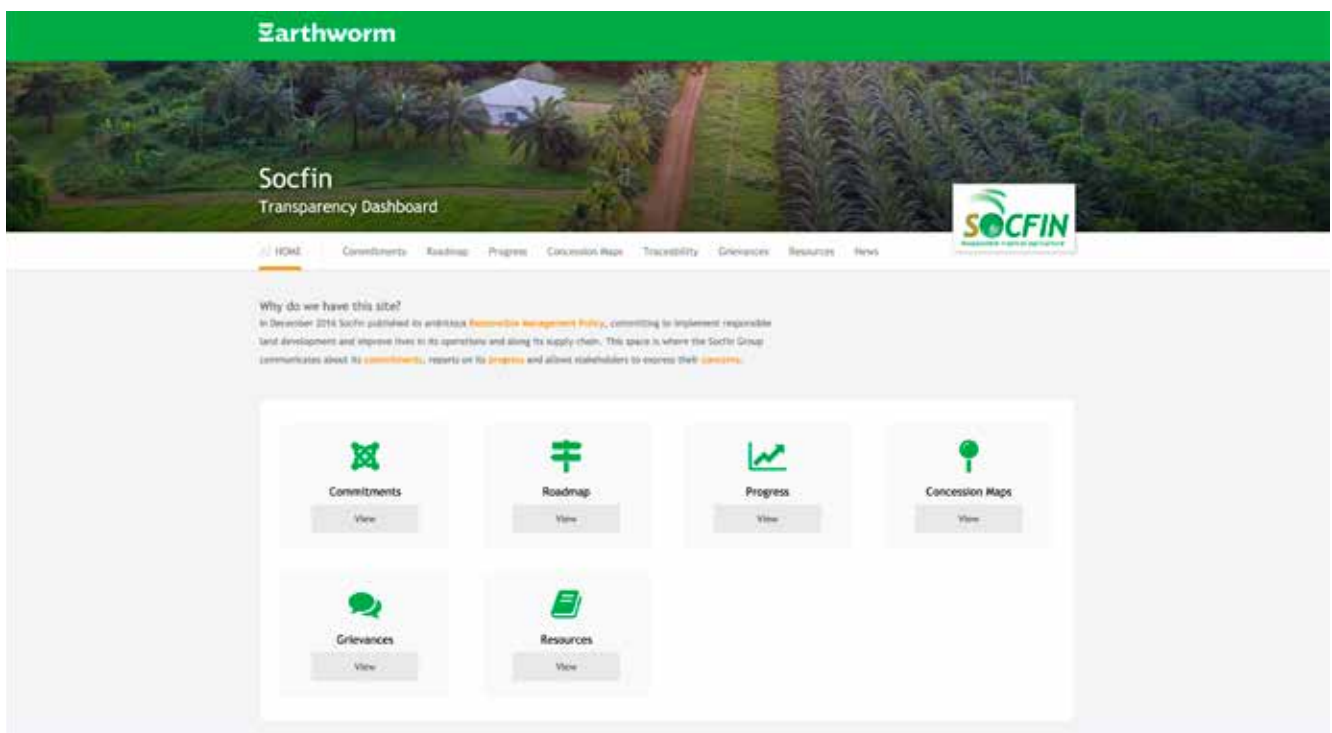 Earthworm
Socfin
Transparency Dashboard
SOCFIN
HOME Commitments Roadmap Progress Concession Maps Traceability Grievances Resources News
Why do we have this site?
In December 2016 Socfin published its ambitious Responsible Management Policy, committing to implement responsible
land development and improve lives in its operations and along its supply chain. This space is where the Socfin Group
communicates about its commitments, reports on its progress and allows stakeholders to express their concerns.
Commitments Roadmap Progress Concession Maps
View View View View
Grievances Resources
View View